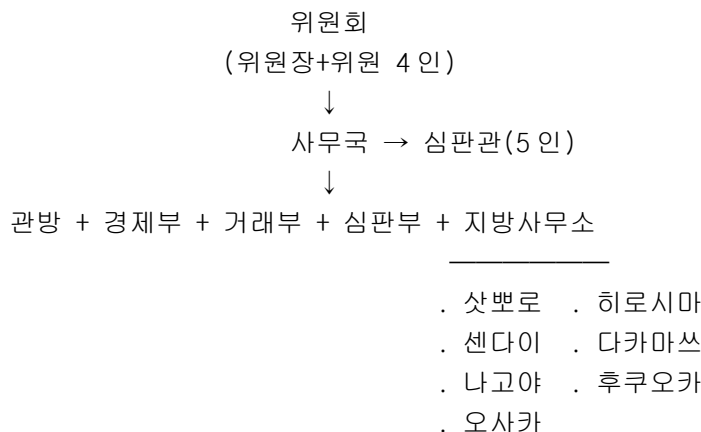 위원회
(위원장+위원 4인)
↓
사무국 → 심판관(5인)
↓
관방 + 경제부 + 거래부 + 심판부 + 지방사무소
. 삿뽀로 . 히로시마
. 센다이 . 다카마쓰
. 나고야 . 후쿠오카
. 오사카